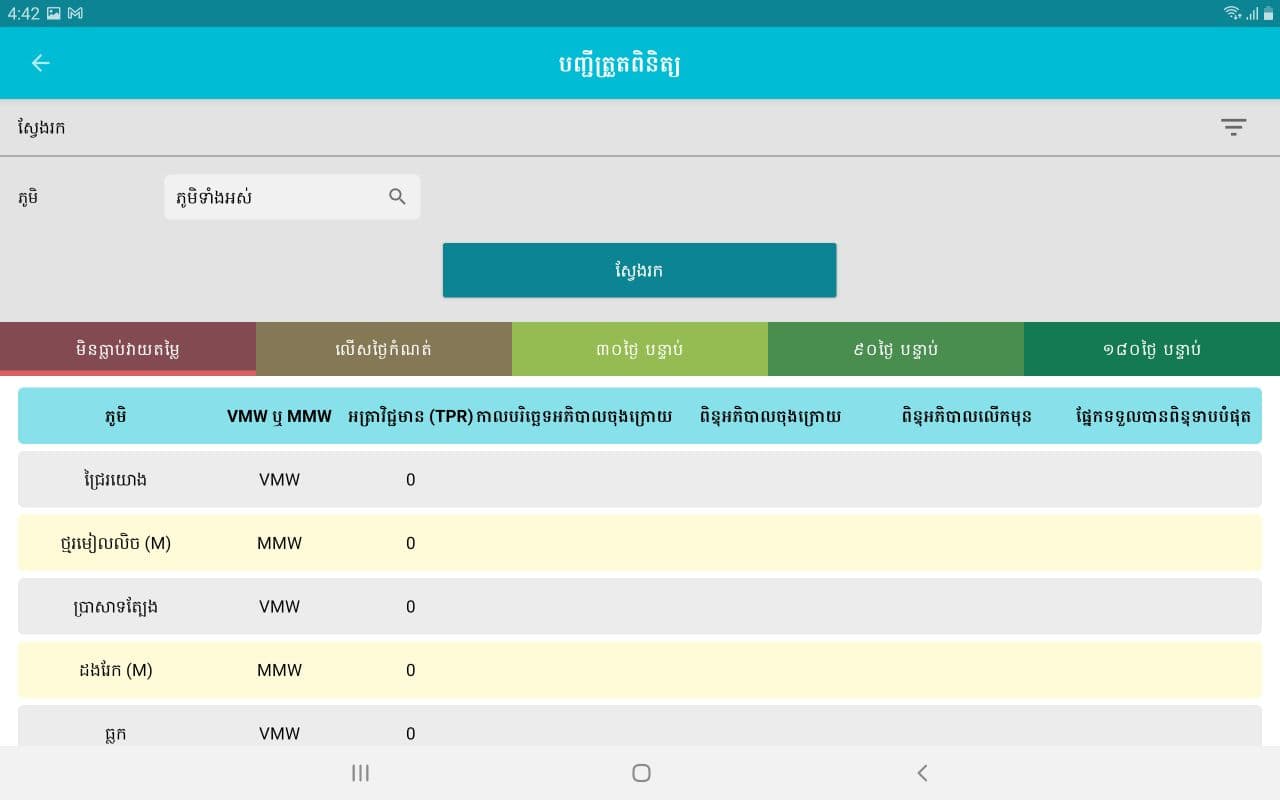 4:42
បញ្ជីត្រួតពិនិត្យ
ស្វែងរក
ភូមិ ភូមិទាំងអស់
ស្វែងរក
មិនធ្លាប់វាយតម្លៃ លើសថ្ងៃកំណត់ ៣០ថ្ងៃ បន្ទាប់ ៩០ថ្ងៃ បន្ទាប់ ១៨០ថ្ងៃ បន្ទាប់
ភូមិ VMW ឬ MMW អត្រាវិជ្ជមាន (TPR) កាលបរិច្ឆេទអភិបាលចុងក្រោយ ពិន្ទុអភិបាលចុងក្រោយ ពិន្ទុអភិបាលលើកមុន ផ្នែកទទួលបានពិន្ទុទាបបំផុត
ជ្រៃរយោង VMW 0
ថ្មរមៀលលិច (M) MMW 0
ប្រាសាទត្បែង VMW 0
ដងរែក (M) MMW 0
ធ្លក VMW 0